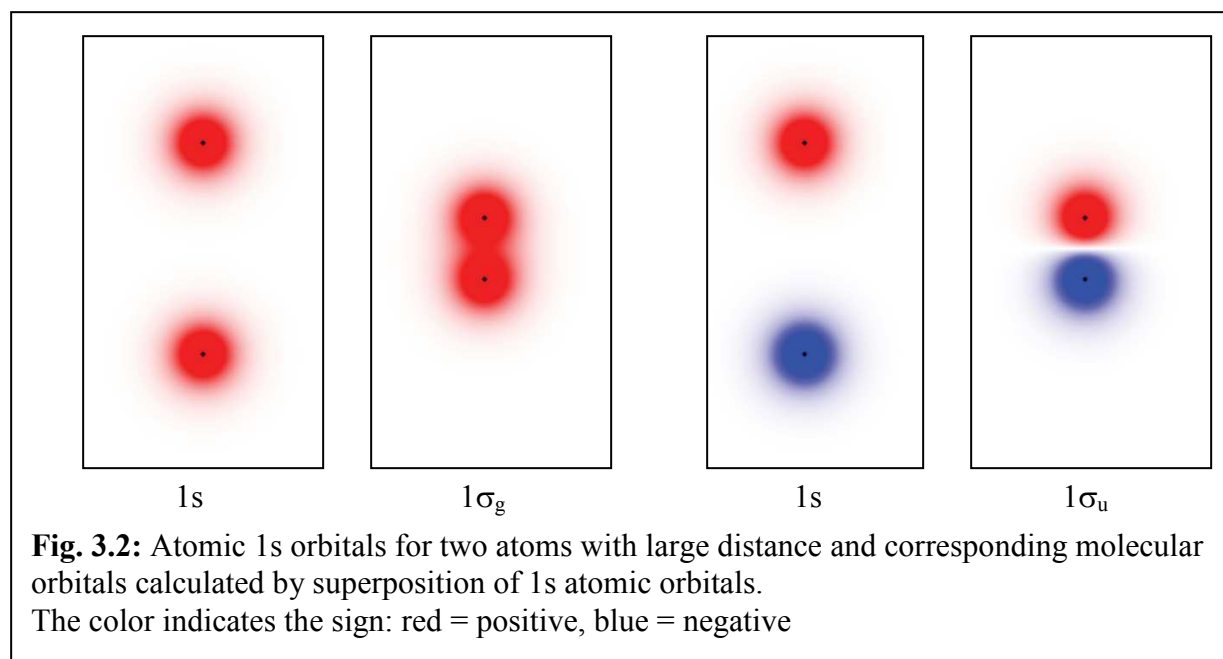 1s
1σg
1s
1σu
Fig. 3.2: Atomic 1s orbitals for two atoms with large distance and corresponding molecular
orbitals calculated by superposition of 1s atomic orbitals.
The color indicates the sign: red = positive, blue = negative